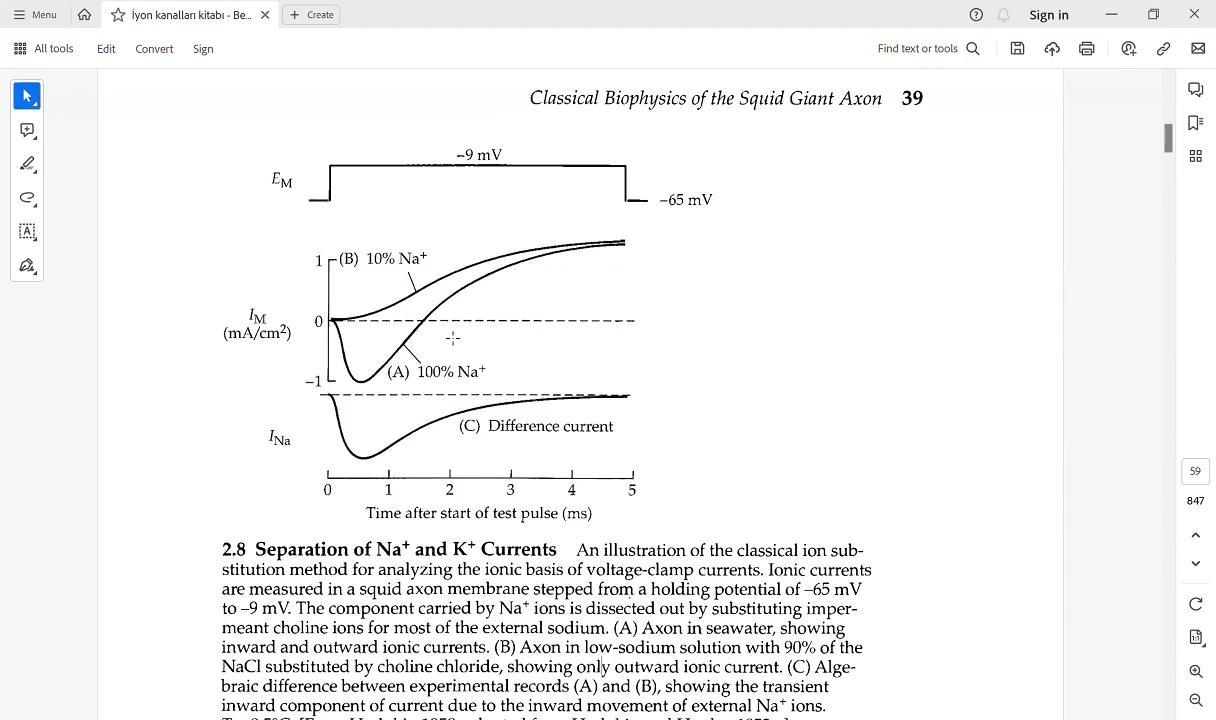 Menu
İyon kanalları kitabı - Be...
Create
Sign in
All tools
Edit
Convert
Sign
Find text or tools
Classical Biophysics of the Squid Giant Axon 39
−9 mV
EM
−65 mV
1
(B) 10% Na+
IM
(mA/cm2)
0
(A) 100% Na+
−1
(C) Difference current
INa
0 1 2 3 4 5
Time after start of test pulse (ms)
59
847
1:1
2.8 Separation of Na+ and K+ Currents An illustration of the classical ion sub-
stitution method for analyzing the ionic basis of voltage-clamp currents. Ionic currents
are measured in a squid axon membrane stepped from a holding potential of −65 mV
to −9 mV. The component carried by Na+ ions is dissected out by substituting imper-
meant choline ions for most of the external sodium. (A) Axon in seawater, showing
inward and outward ionic currents. (B) Axon in low-sodium solution with 90% of the
NaCl substituted by choline chloride, showing only outward ionic current. (C) Alge-
braic difference between experimental records (A) and (B), showing the transient
inward component of current due to the inward movement of external Na+ ions.